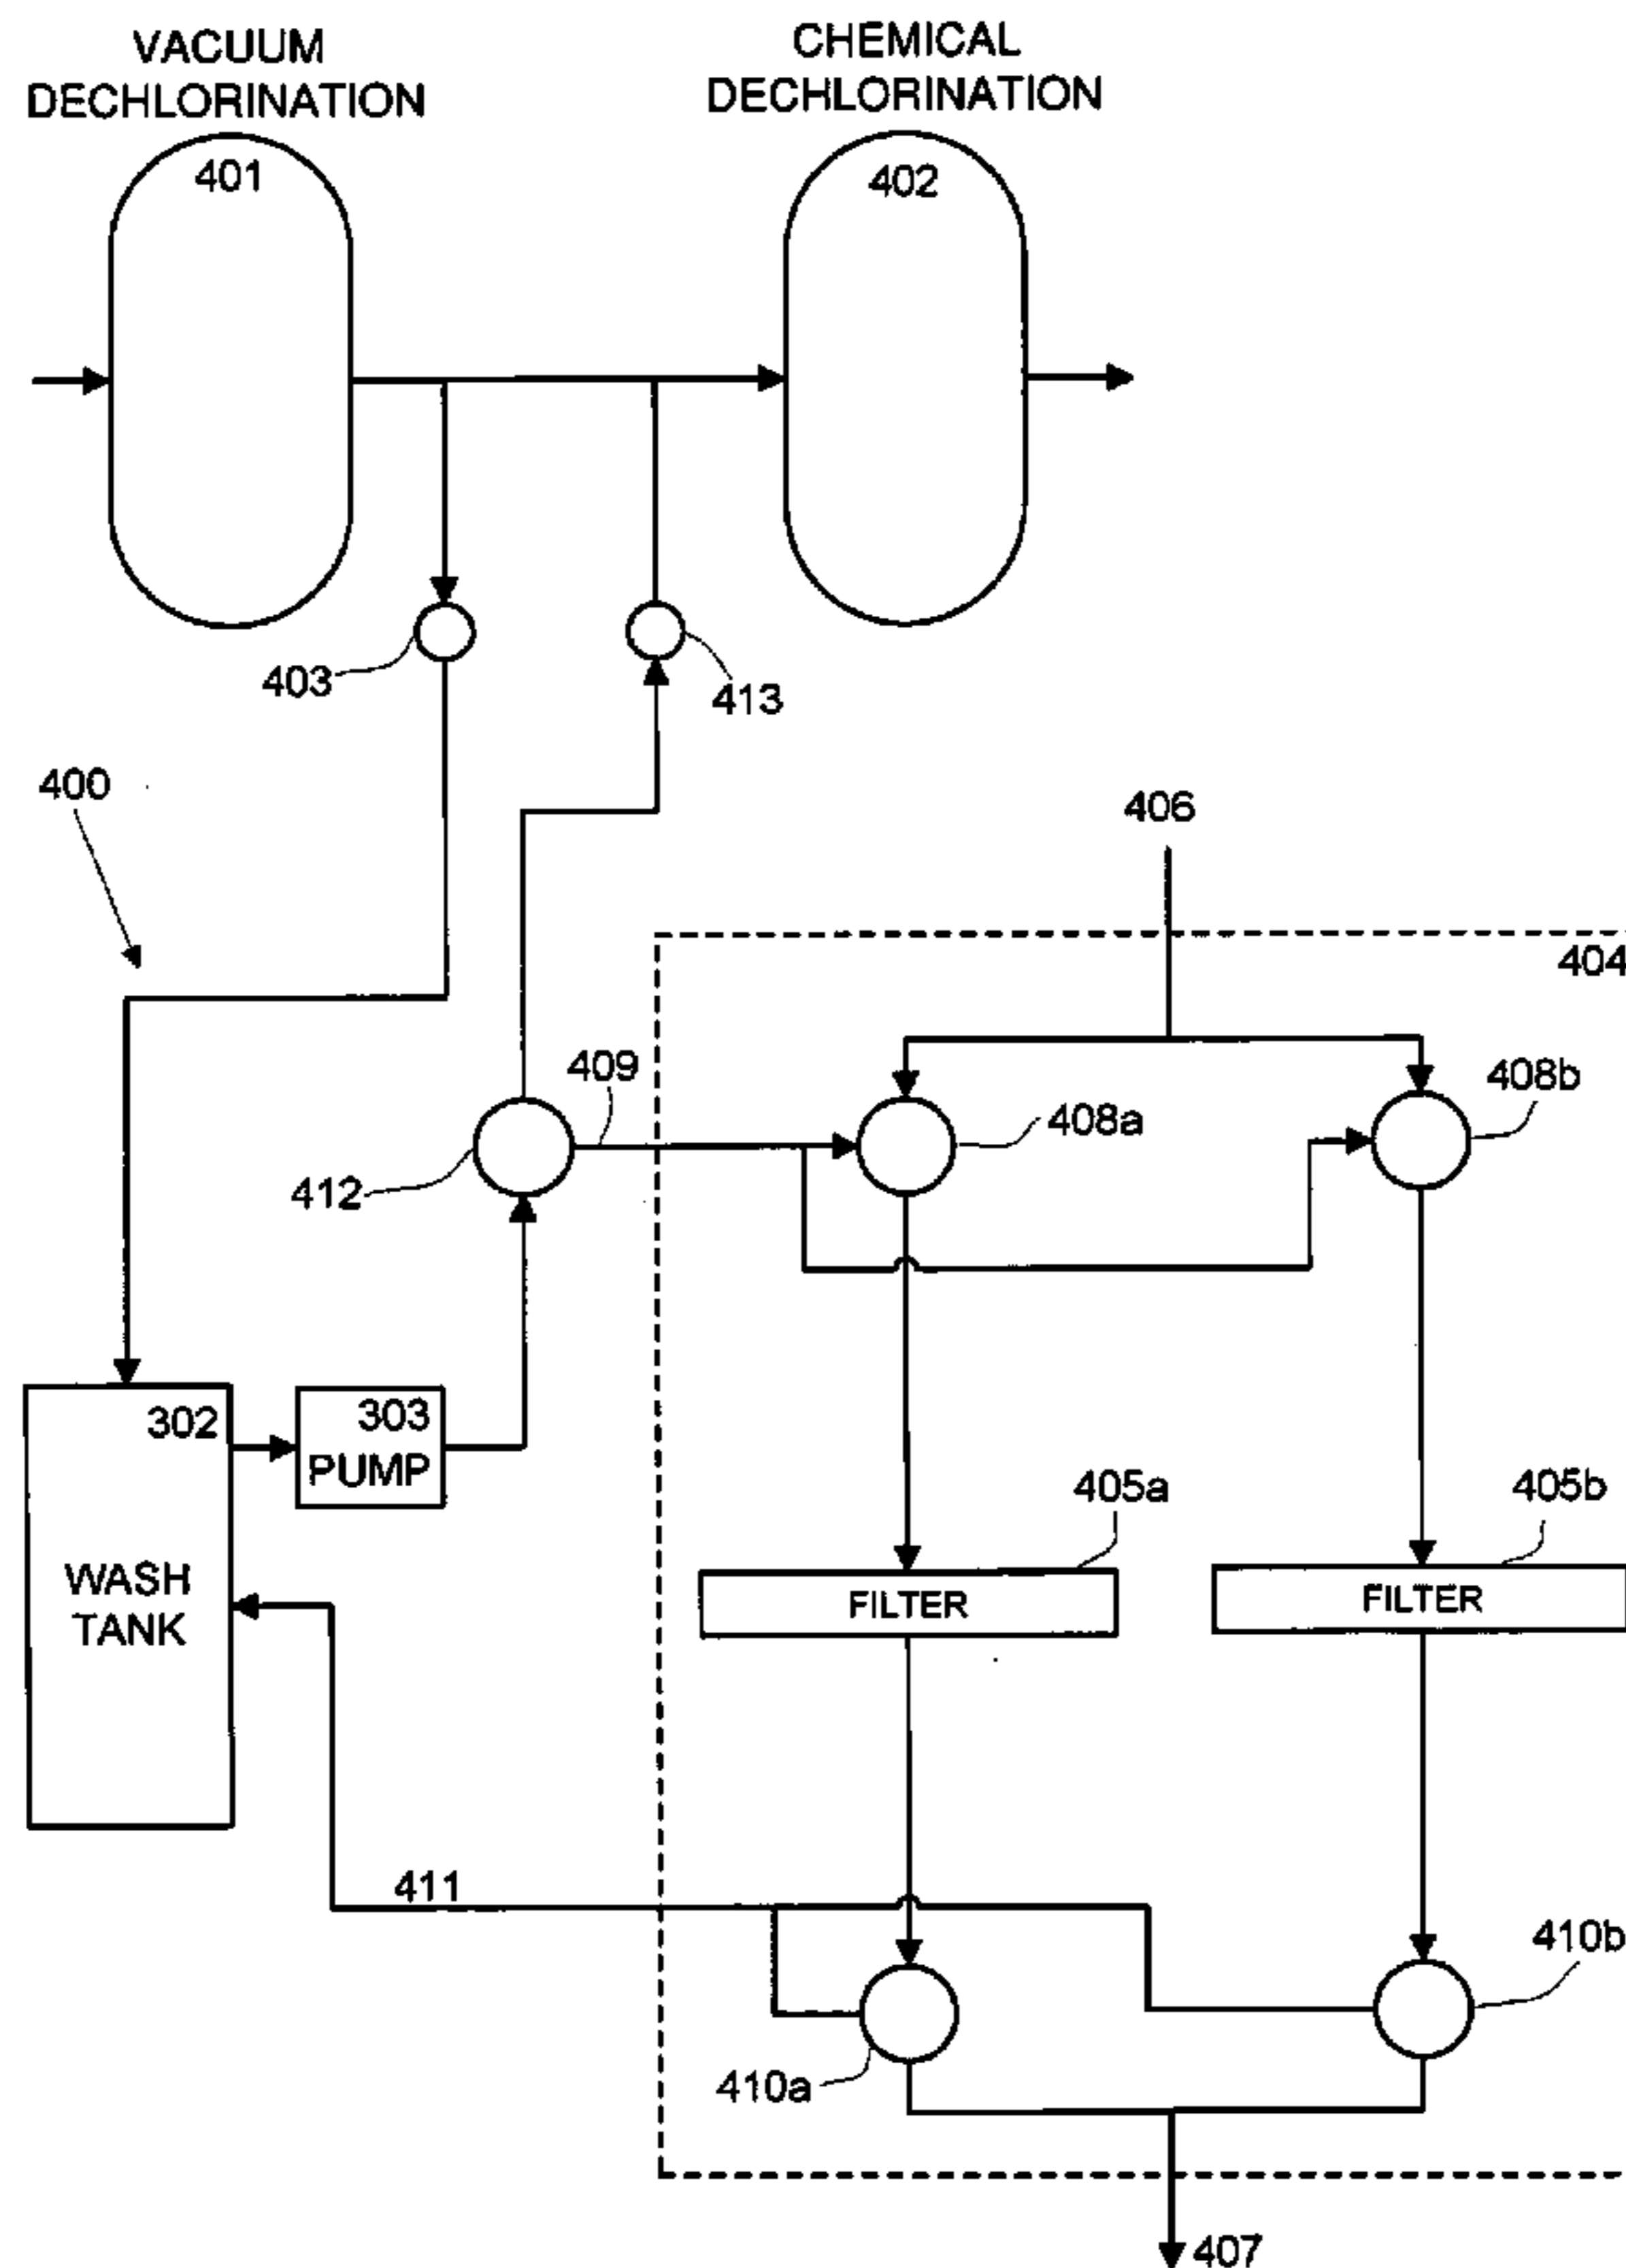 VACUUM
DECHLORINATION
CHEMICAL
DECHLORINATION
401
402
403
413
400
406
404
409
408a
408b
412
302
303
PUMP
WASH
TANK
405a
405b
FILTER
FILTER
411
410a
410b
407